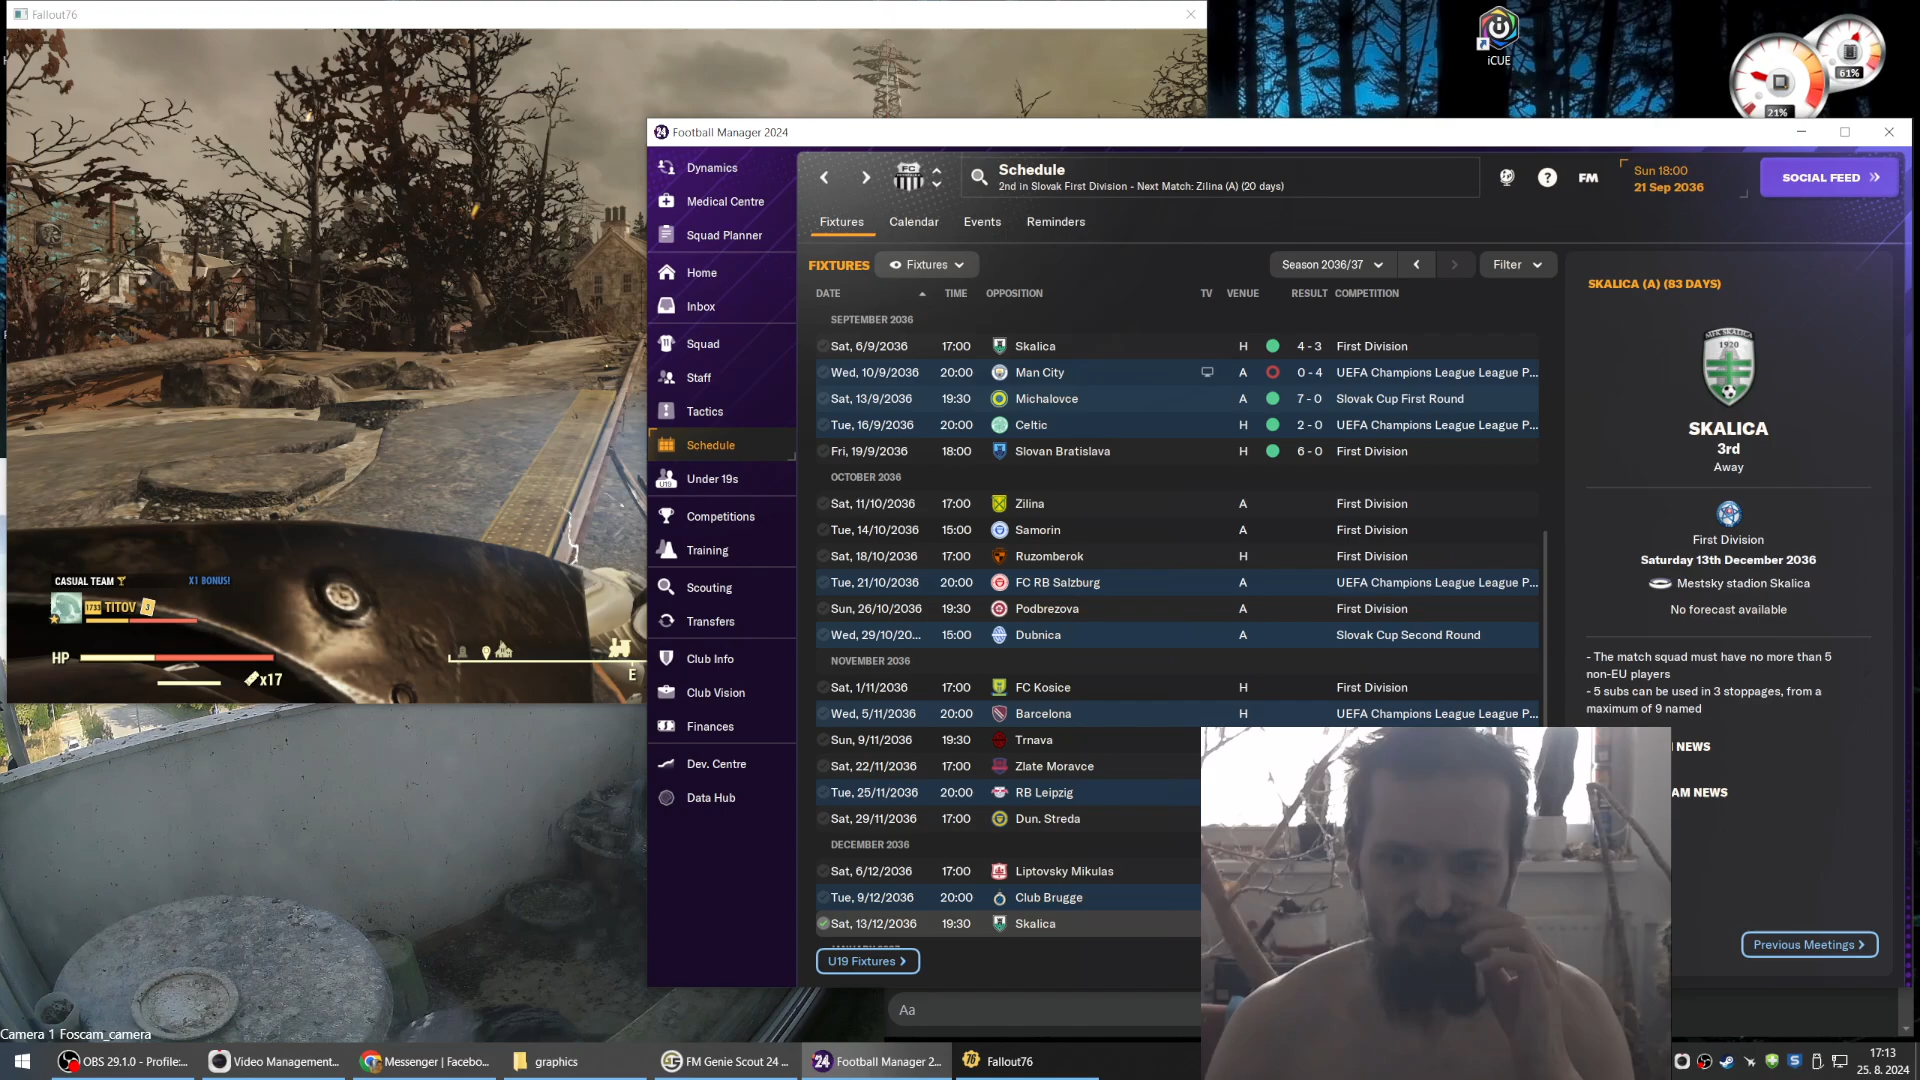 Fallout76
iCUE
61%
21%
Football Manager 2024
Dynamics
Medical Centre
Squad Planner
Home
Inbox
Squad
Staff
Tactics
Schedule
Under 19s
Competitions
Training
Scouting
Transfers
Club Info
Club Vision
Finances
Dev. Centre
Data Hub
Schedule
2nd in Slovak First Division - Next Match: Zilina (A) (20 days)
FM
Sun 18:00
21 Sep 2036
SOCIAL FEED
Fixtures Calendar Events Reminders
FIXTURES Fixtures Season 2036/37 Filter
DATE TIME OPPOSITION TV VENUE RESULT COMPETITION
SEPTEMBER 2036
Sat, 6/9/2036 17:00 Skalica H 4 - 3 First Division
Wed, 10/9/2036 20:00 Man City A 0 - 4 UEFA Champions League League P...
Sat, 13/9/2036 19:30 Michalovce A 7 - 0 Slovak Cup First Round
Tue, 16/9/2036 20:00 Celtic H 2 - 0 UEFA Champions League League P...
Fri, 19/9/2036 18:00 Slovan Bratislava H 6 - 0 First Division
OCTOBER 2036
Sat, 11/10/2036 17:00 Zilina A First Division
Tue, 14/10/2036 15:00 Samorin A First Division
Sat, 18/10/2036 17:00 Ruzomberok H First Division
Tue, 21/10/2036 20:00 FC RB Salzburg A UEFA Champions League League P...
Sun, 26/10/2036 19:30 Podbrezova A First Division
Wed, 29/10/20... 15:00 Dubnica A Slovak Cup Second Round
NOVEMBER 2036
Sat, 1/11/2036 17:00 FC Kosice H First Division
Wed, 5/11/2036 20:00 Barcelona H UEFA Champions League League P...
Sun, 9/11/2036 19:30 Trnava
Sat, 22/11/2036 17:00 Zlate Moravce
Tue, 25/11/2036 20:00 RB Leipzig
Sat, 29/11/2036 17:00 Dun. Streda
DECEMBER 2036
Sat, 6/12/2036 17:00 Liptovsky Mikulas
Tue, 9/12/2036 20:00 Club Brugge
Sat, 13/12/2036 19:30 Skalica
U19 Fixtures
SKALICA (A) (83 DAYS)
MFK SKALICA
1920
SKALICA
3rd
Away
First Division
Saturday 13th December 2036
Mestsky stadion Skalica
No forecast available
- The match squad must have no more than 5
non-EU players
- 5 subs can be used in 3 stoppages, from a
maximum of 9 named
NEWS
AM NEWS
Previous Meetings
CASUAL TEAM X1 BONUS!
1733 TITOV 3
HP
x17
E
Aa
Camera 1 Foscam_camera
OBS 29.1.0 - Profile:... Video Management... Messenger | Facebo... graphics FM Genie Scout 24 ... Football Manager 2... Fallout76
17:13
25. 8. 2024